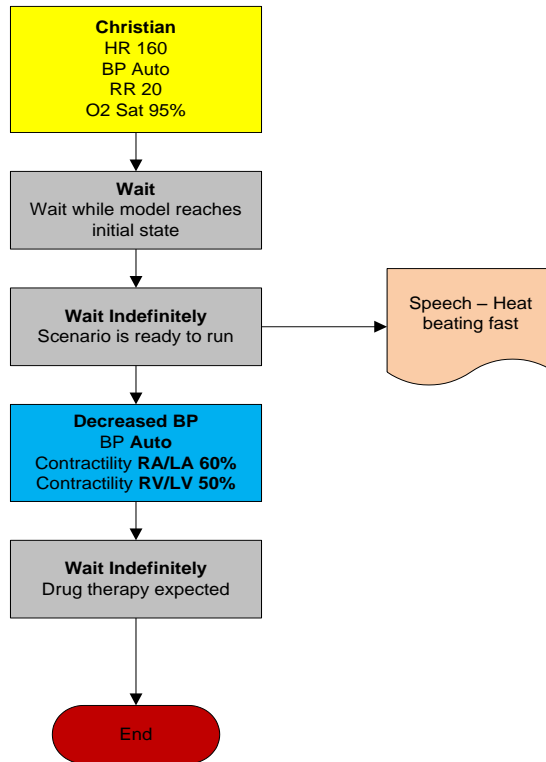 Christian
HR 160
BP Auto
RR 20
O2 Sat 95%
Wait
Wait while model reaches
initial state
Wait Indefinitely
Scenario is ready to run
Speech – Heat
beating fast
Decreased BP
BP Auto
Contractility RA/LA 60%
Contractility RV/LV 50%
Wait Indefinitely
Drug therapy expected
End